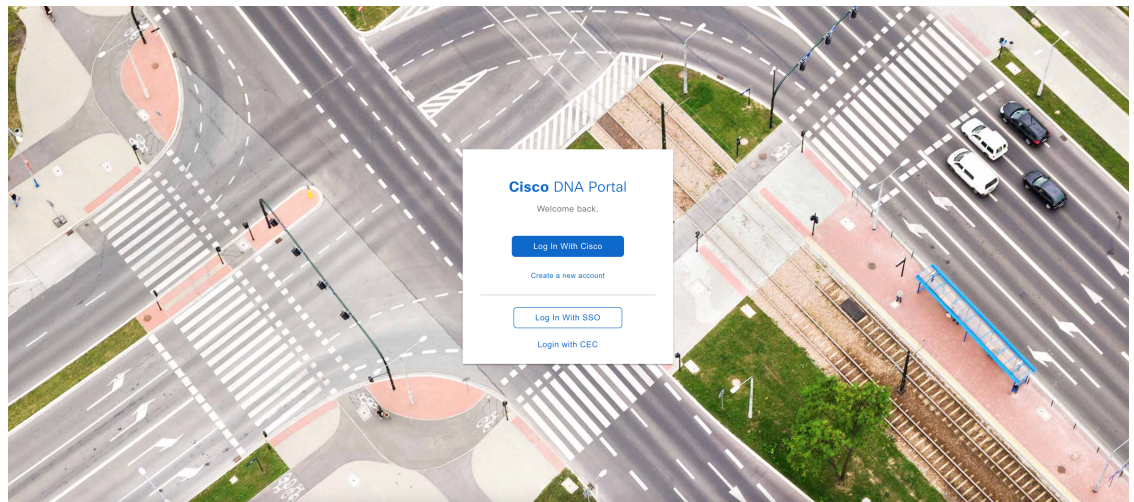 Cisco DNA Portal
Welcome back.
Log In With Cisco
Create a new account
Log In With SSO
Login with CEC